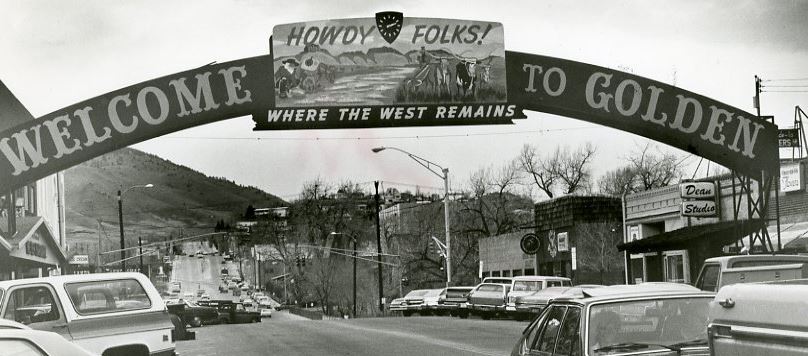 HOWDY FOLKS!
WELCOME TO GOLDEN
WHERE THE WEST REMAINS
Dean
Studio